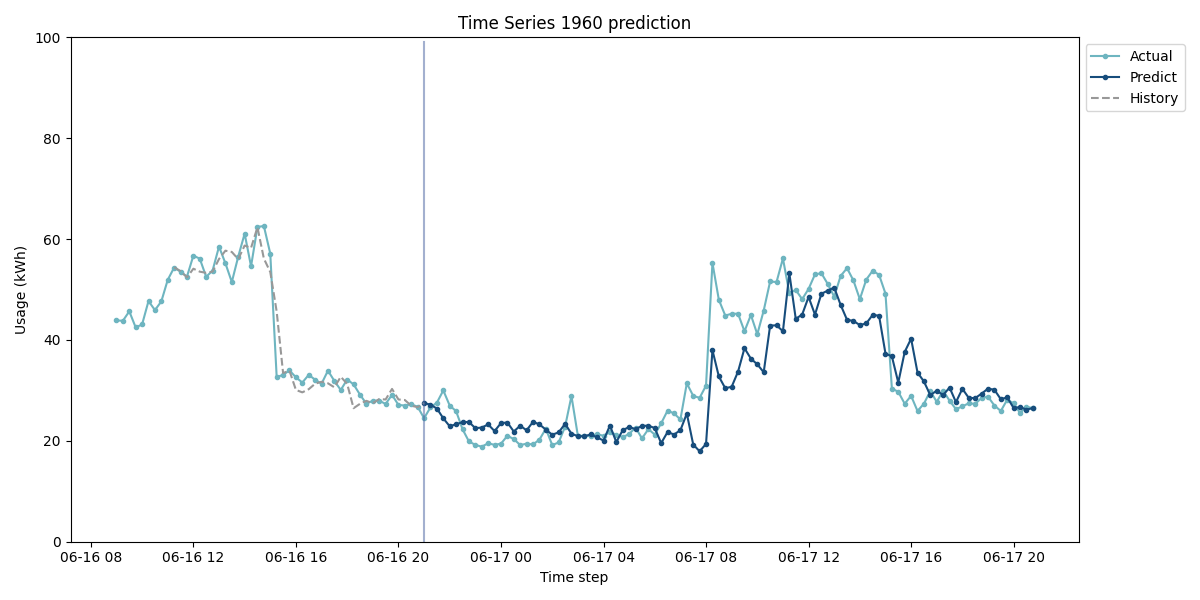 Time Series 1960 prediction
100
80
60
40
20
0
Usage (kWh)
06-16 08
06-16 12
06-16 16
06-16 20
06-17 00
06-17 04
06-17 08
06-17 12
06-17 16
06-17 20
Time step
Actual
Predict
History